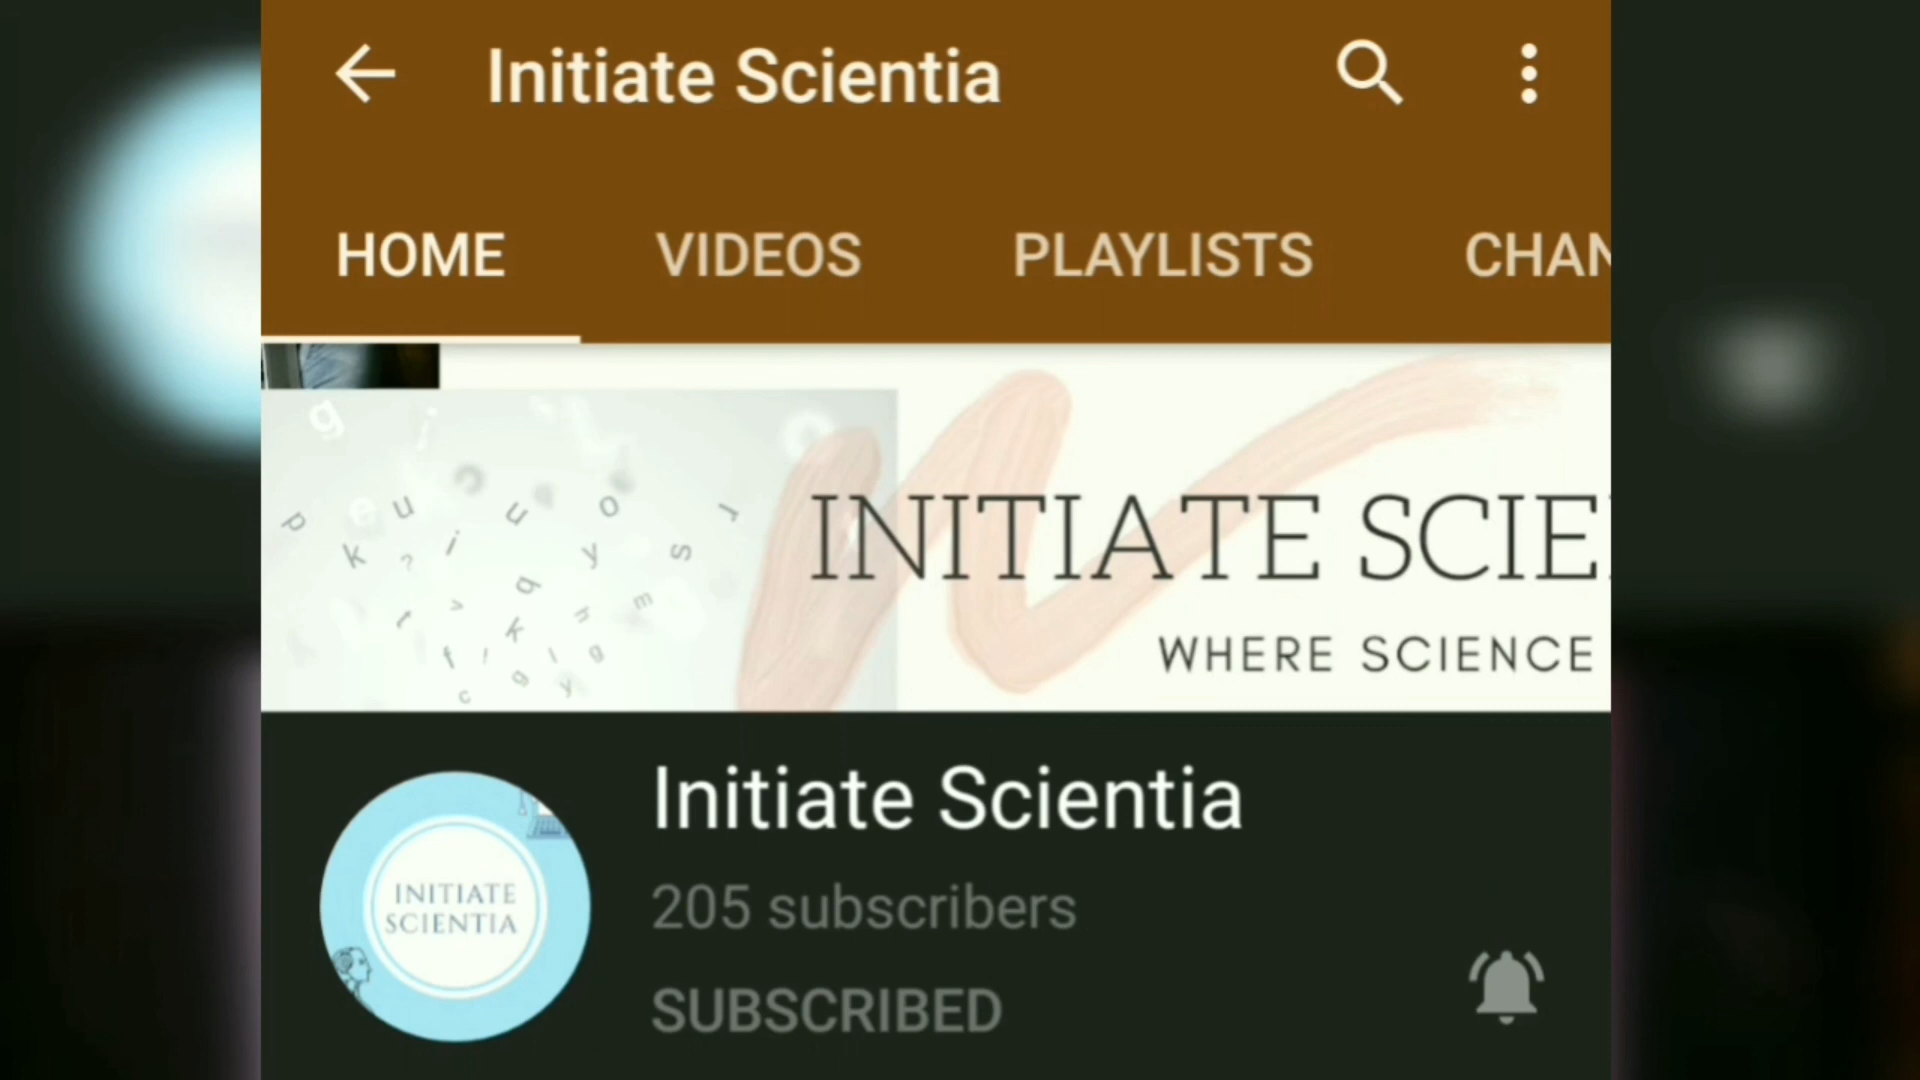 Initiate Scientia
HOME VIDEOS PLAYLISTS CHAN
INITIATE SCIE
WHERE SCIENCE
Initiate Scientia
INITIATE
SCIENTIA
205 subscribers
SUBSCRIBED